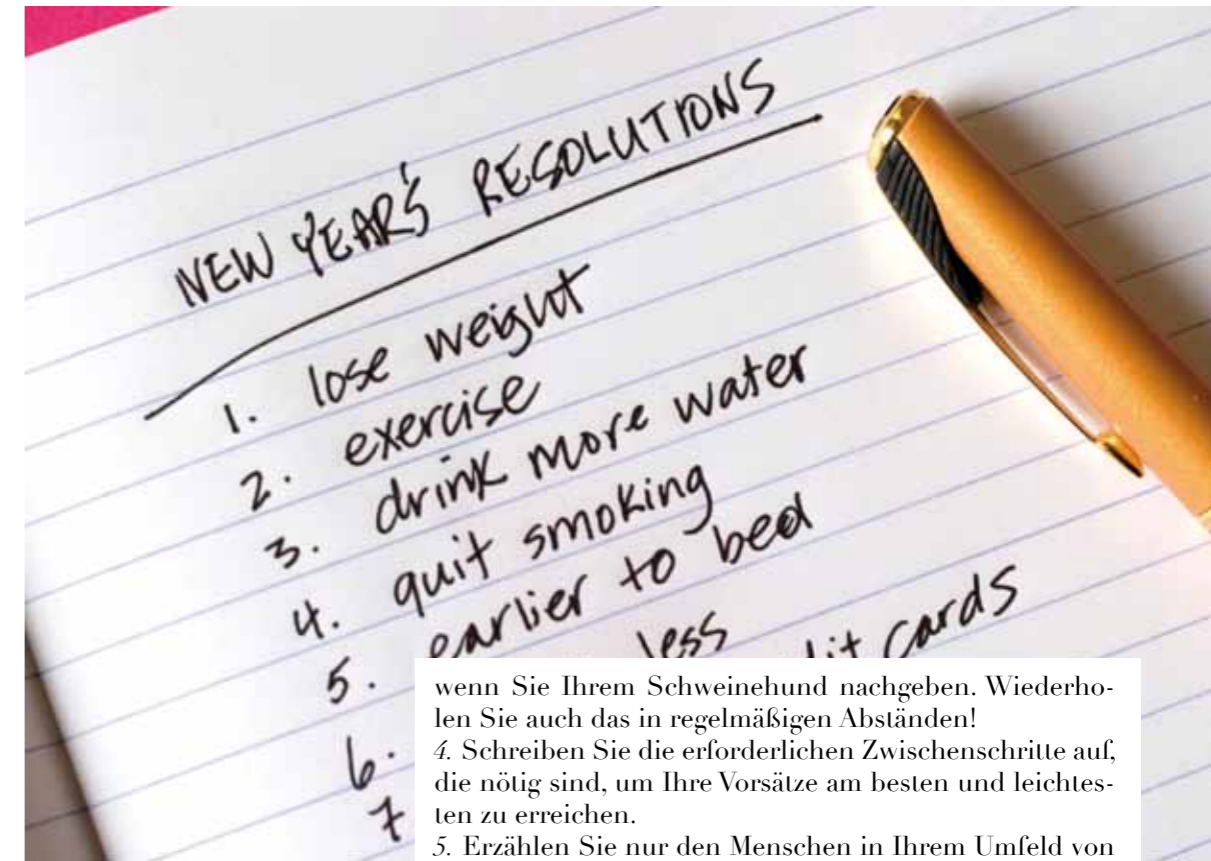 NEW YEAR'S RESOLUTIONS
1. lose weight
2. exercise
3. drink more water
4. quit smoking
5. earlier to bed
6. less
7 cards
wenn Sie Ihrem Schweinehund nachgeben. Wiederho-
len Sie auch das in regelmäßigen Abständen!
4. Schreiben Sie die erforderlichen Zwischenschritte auf,
die nötig sind, um Ihre Vorsätze am besten und leichtes-
ten zu erreichen.
5. Erzählen Sie nur den Menschen in Ihrem Umfeld von